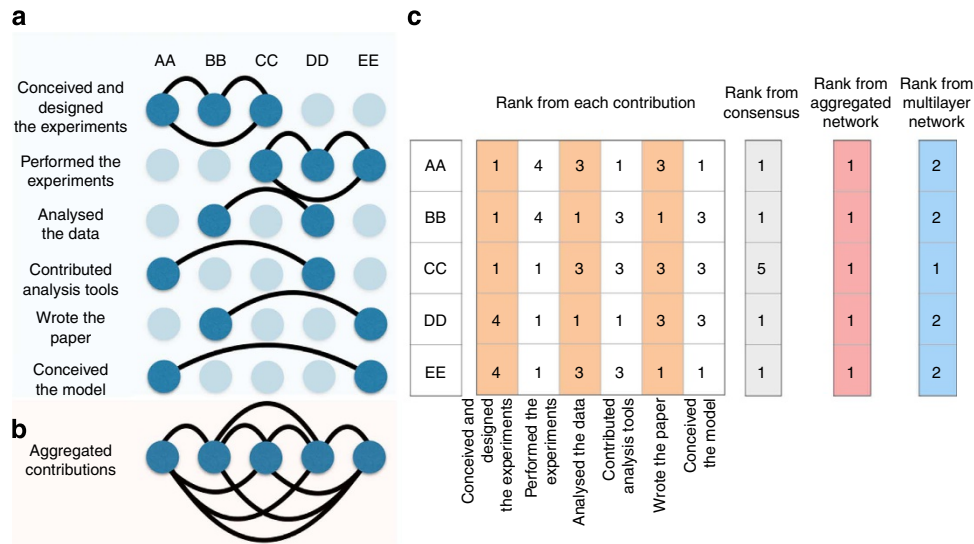 a
AA BB CC DD EE
Conceived and
designed
the experiments
Performed the
experiments
Analysed
the data
Contributed
analysis tools
Wrote the
paper
Conceived
the model
b
Aggregated
contributions
c
Rank from each contribution
Rank from
consensus
Rank from
aggregated
network
Rank from
multilayer
network
AA 1 4 3 1 3 1 1 1 2
BB 1 4 1 3 1 3 1 1 2
CC 1 1 3 3 3 3 5 1 1
DD 4 1 1 1 3 3 1 1 2
EE 4 1 3 3 1 1 1 1 2
Conceived and
designed
the experiments
Performed the
experiments
Analysed the data
Contributed
analysis tools
Wrote the paper
Conceived
the model